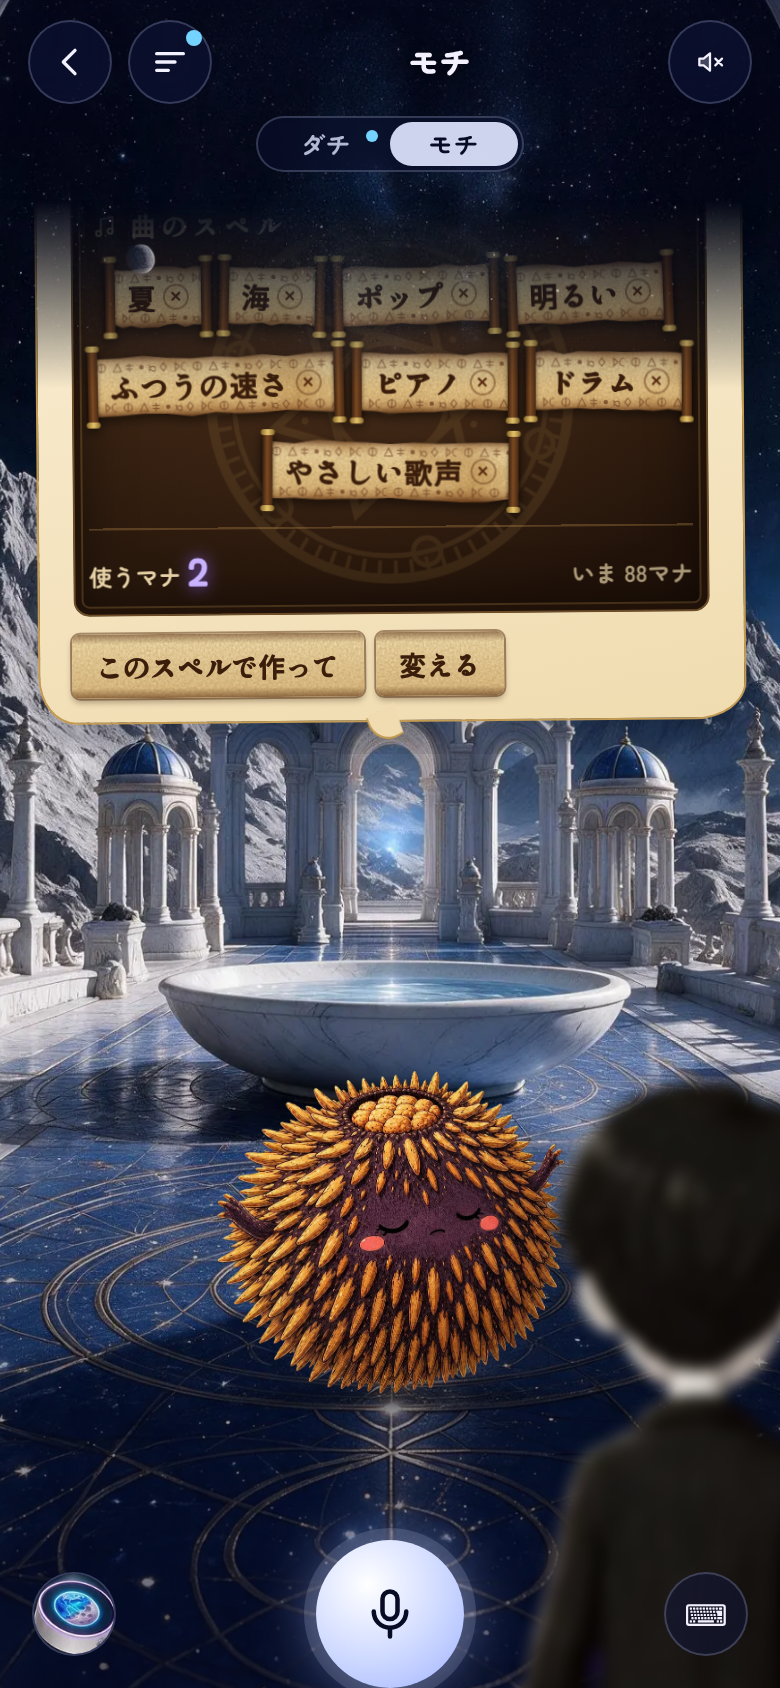 モチ
ダチ モチ
曲のスペル
夏 海 ポップ 明るい
ふつうの速さ ピアノ ドラム
やさしい歌声
使うマナ 2 いま 88マナ
このスペルで作って 変える